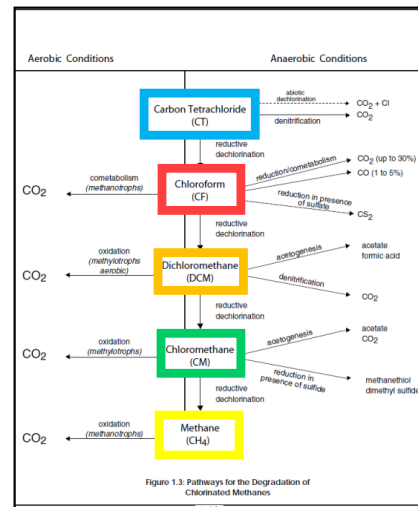 Aerobic Conditions
Anaerobic Conditions
Carbon Tetrachloride
(CT)
abiotic
dechlorination
CO2 + Cl
denitrification
CO2
reductive
dechlorination
CO2
cometabolism
(methanotrophs)
Chloroform
(CF)
reduction/cometabolism
CO2 (up to 30%)
CO (1 to 5%)
reduction in presence
of sulfate
CS2
reductive
dechlorination
CO2
oxidation
(methylotrophs
aerobic)
Dichloromethane
(DCM)
acetogenesis
acetate
formic acid
denitrification
CO2
reductive
dechlorination
CO2
oxidation
(methylotrophs)
Chloromethane
(CM)
acetogenesis
acetate
CO2
reduction in
presence of sulfide
methanethiol
dimethyl sulfide
reductive
dechlorination
CO2
oxidation
(methanotrophs)
Methane
(CH4)
Figure 1.3: Pathways for the Degradation of
Chlorinated Methanes